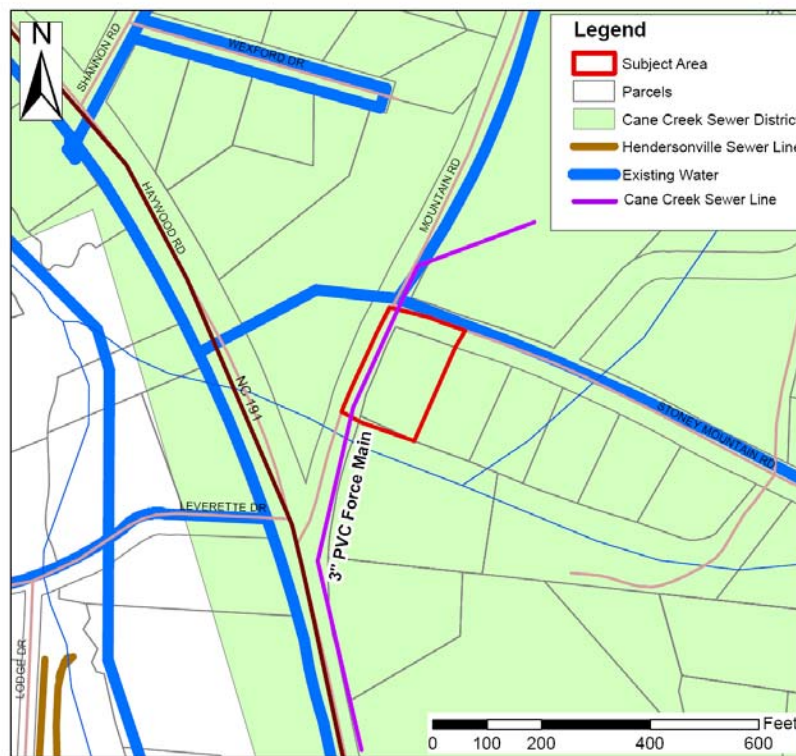 N
Legend
Subject Area
Parcels
Cane Creek Sewer District
Hendersonville Sewer Line
Existing Water
Cane Creek Sewer Line
SHANNON RD
WEXFORD DR
HAYWOOD RD
MOUNTAIN RD
NC 191
STONEY MOUNTAIN RD
3" PVC Force Main
LEVERETTE DR
LODGE DR
Feet
0 100 200 400 600